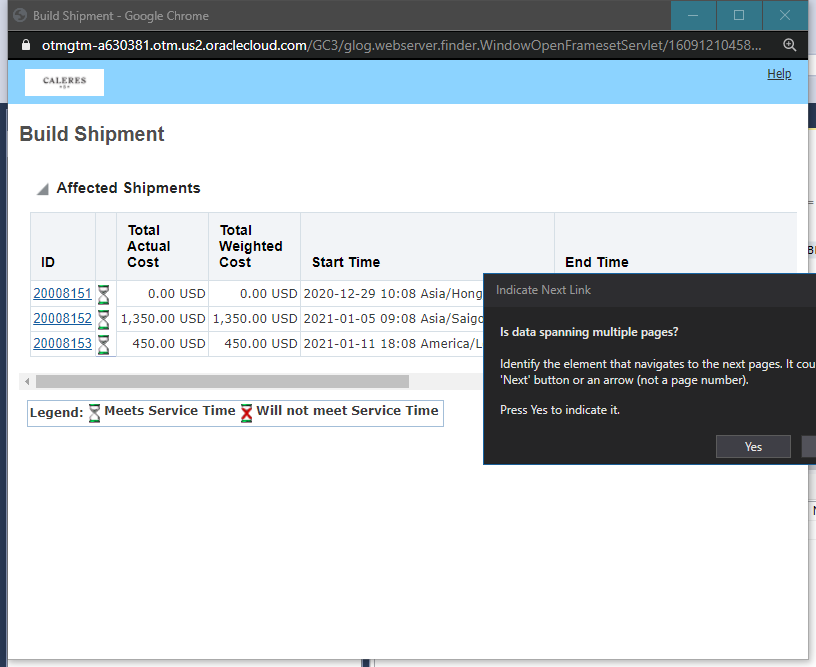 Build Shipment - Google Chrome
otmgtm-a630381.otm.us2.oraclecloud.com/GC3/glog.webserver.finder.WindowOpenFramesetServlet/16091210458...
CALERES
Help
Build Shipment
Affected Shipments
ID
Total Actual Cost
Total Weighted Cost
Start Time
End Time
20008151 0.00 USD 0.00 USD 2020-12-29 10:08 Asia/Hong
20008152 1,350.00 USD 1,350.00 USD 2021-01-05 09:08 Asia/Saigo
20008153 450.00 USD 450.00 USD 2021-01-11 18:08 America/L
Legend: Meets Service Time Will not meet Service Time
Indicate Next Link
Is data spanning multiple pages?
Identify the element that navigates to the next pages. It cou
'Next' button or an arrow (not a page number).
Press Yes to indicate it.
Yes